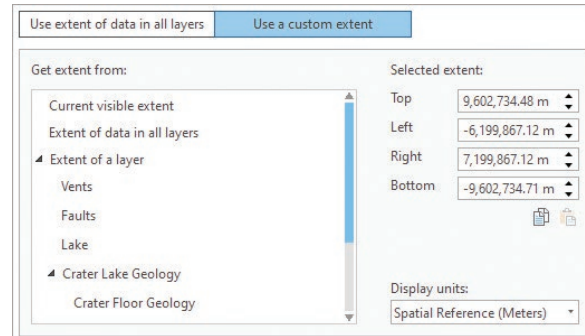 Use extent of data in all layers
Use a custom extent
Get extent from:
Current visible extent
Extent of data in all layers
Extent of a layer
Vents
Faults
Lake
Crater Lake Geology
Crater Floor Geology
Selected extent:
Top 9,602,734.48 m
Left -6,199,867.12 m
Right 7,199,867.12 m
Bottom -9,602,734.71 m
Display units:
Spatial Reference (Meters)